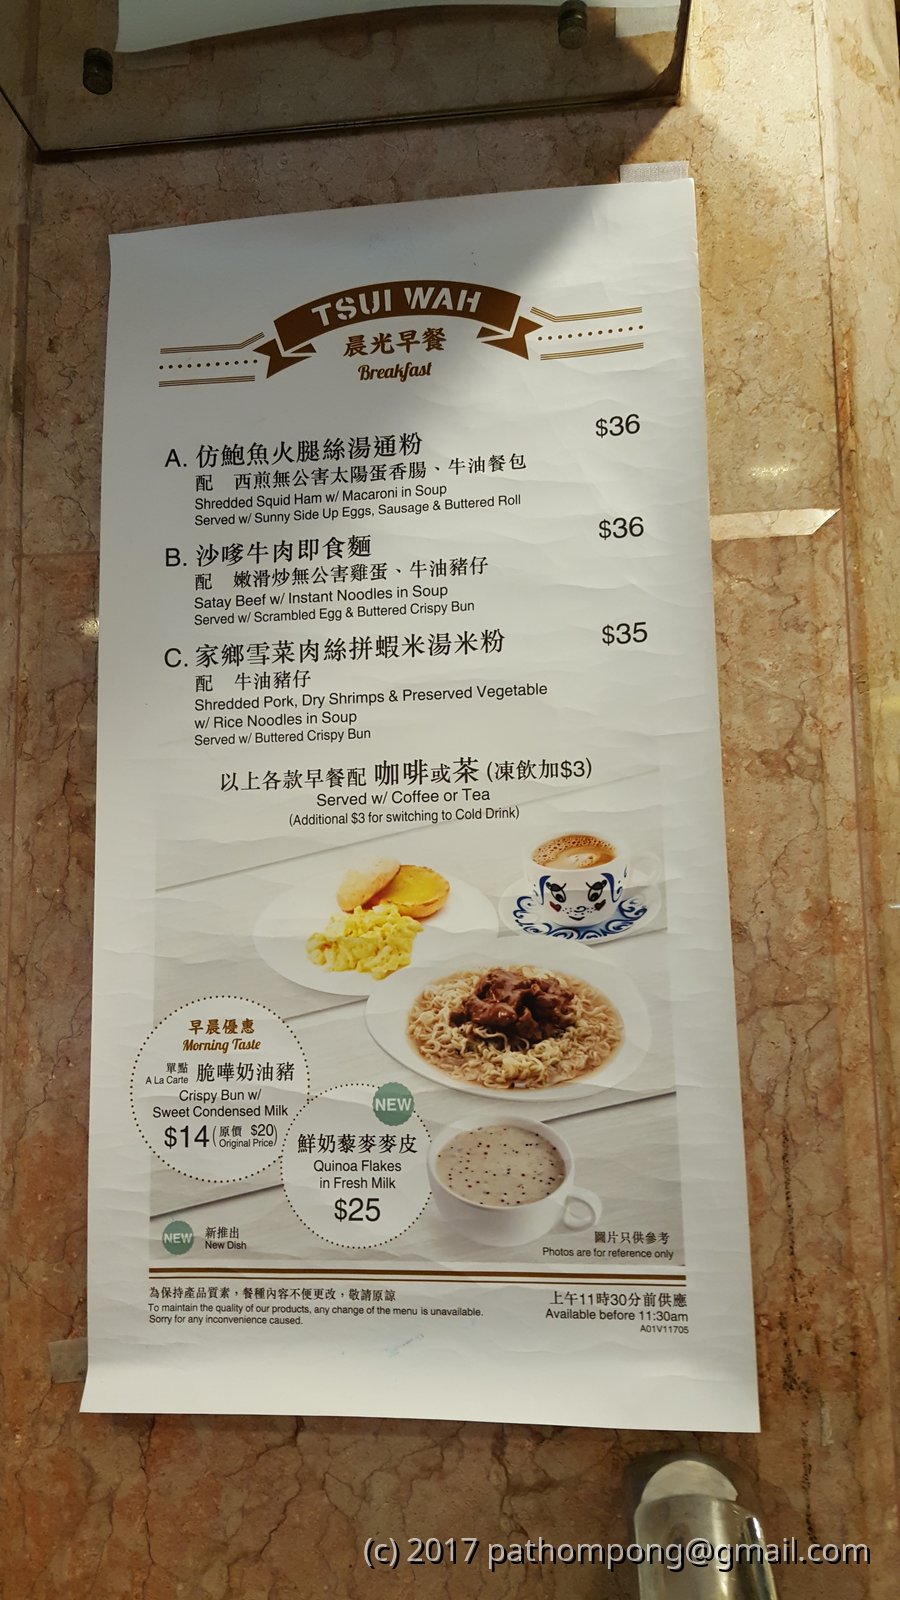 TSUI WAH
晨光早餐
Breakfast
A. 仿鮑魚火腿絲湯通粉 $36
配 西煎無公害太陽蛋香腸、牛油餐包
Shredded Squid Ham w/ Macaroni in Soup
Served w/ Sunny Side Up Eggs, Sausage & Buttered Roll
B. 沙嗲牛肉即食麵 $36
配 嫩滑炒無公害雞蛋、牛油豬仔
Satay Beef w/ Instant Noodles in Soup
Served w/ Scrambled Egg & Buttered Crispy Bun
C. 家鄉雪菜肉絲拼蝦米湯米粉 $35
配 牛油豬仔
Shredded Pork, Dry Shrimps & Preserved Vegetable
w/ Rice Noodles in Soup
Served w/ Buttered Crispy Bun
以上各款早餐配 咖啡或茶 (凍飲加$3)
Served w/ Coffee or Tea
(Additional $3 for switching to Cold Drink)
早晨優惠
Morning Taste
單點
A La Carte
脆嘩奶油豬
Crispy Bun w/
Sweet Condensed Milk
$14 (原價 $20)
Original Price
NEW
鮮奶藜麥麥皮
Quinoa Flakes
in Fresh Milk
$25
NEW 新推出
New Dish
圖片只供參考
Photos are for reference only
為保持產品質素，餐種內容不便更改，敬請原諒
To maintain the quality of our products, any change of the menu is unavailable.
Sorry for any inconvenience caused.
上午11時30分前供應
Available before 11:30am
A01V11705
(c) 2017 pathompong@gmail.com